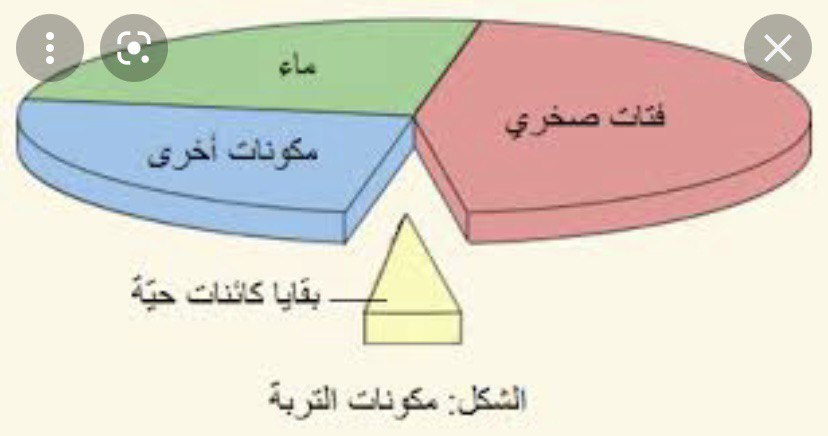 ماء
فتات صخري
مكونات أخرى
بقايا كائنات حيّة
الشكل: مكونات التربة